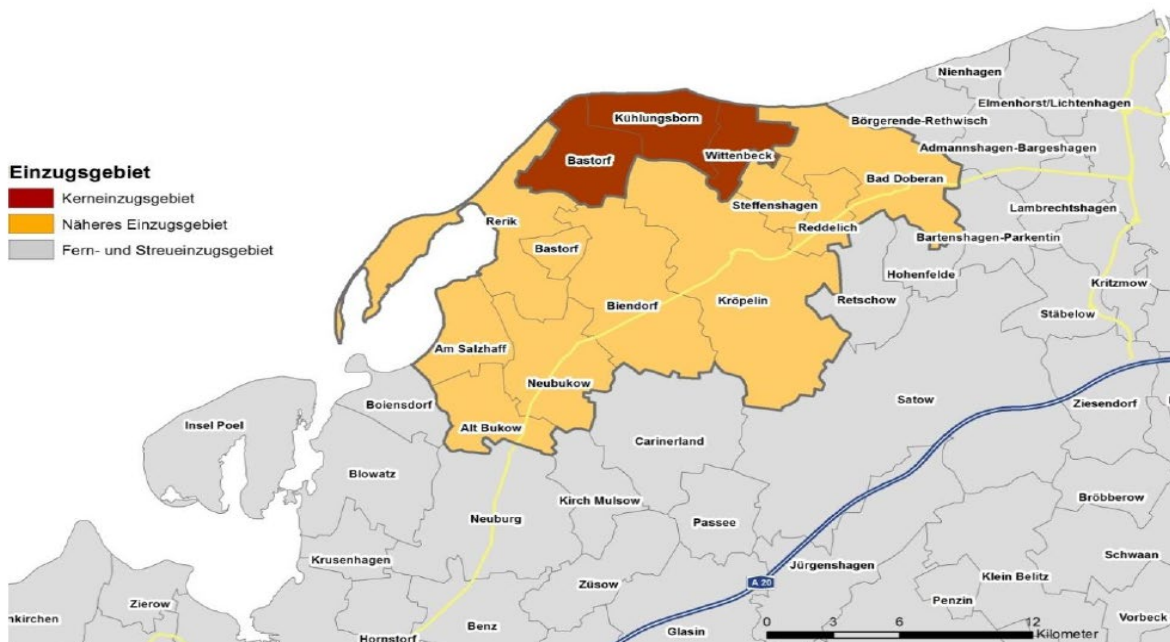 Einzugsgebiet
Kerneinzugsgebiet
Näheres Einzugsgebiet
Fern- und Streueinzugsgebiet
Nienhagen
Elmenhorst/Lichtenhagen
Kühlungsborn
Börgerende-Rethwisch
Admannshagen-Bargeshagen
Bastorf
Wittenbeck
Bad Doberan
Steffenshagen
Lambrechtshagen
Rerik
Reddelich
Bartenshagen-Parkentin
Bastorf
Hohenfelde
Kritzmow
Biendorf
Kröpelin
Retschow
Stäbelow
Am Salzhaff
Neubukow
Boiensdorf
Satow
Ziesendorf
Insel Poel
Alt Bukow
Carinerland
Blowatz
Kirch Mulsow
Bröbberow
Neuburg
Passee
Krusenhagen
Schwaan
Jürgenshagen
Klein Belitz
Züsow
A 20
Zierow
Penzin
nkirchen
Vorbeck
Hornstorf
Benz
Glasin
0 3 6 12
Kilometer